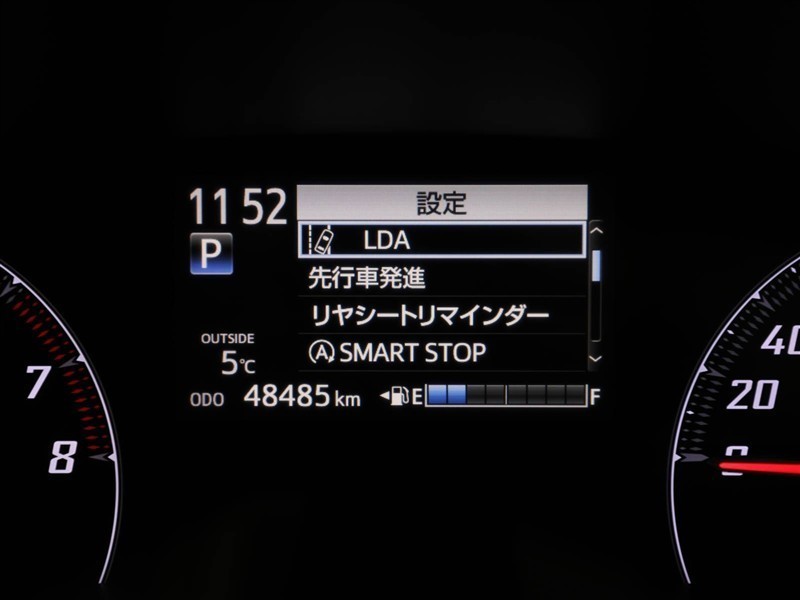 11 52
設定
LDA
P
先行車発進
リヤシートリマインダー
SMART STOP
OUTSIDE
5℃
ODO 48485 km
E F
7
8
40
20
0